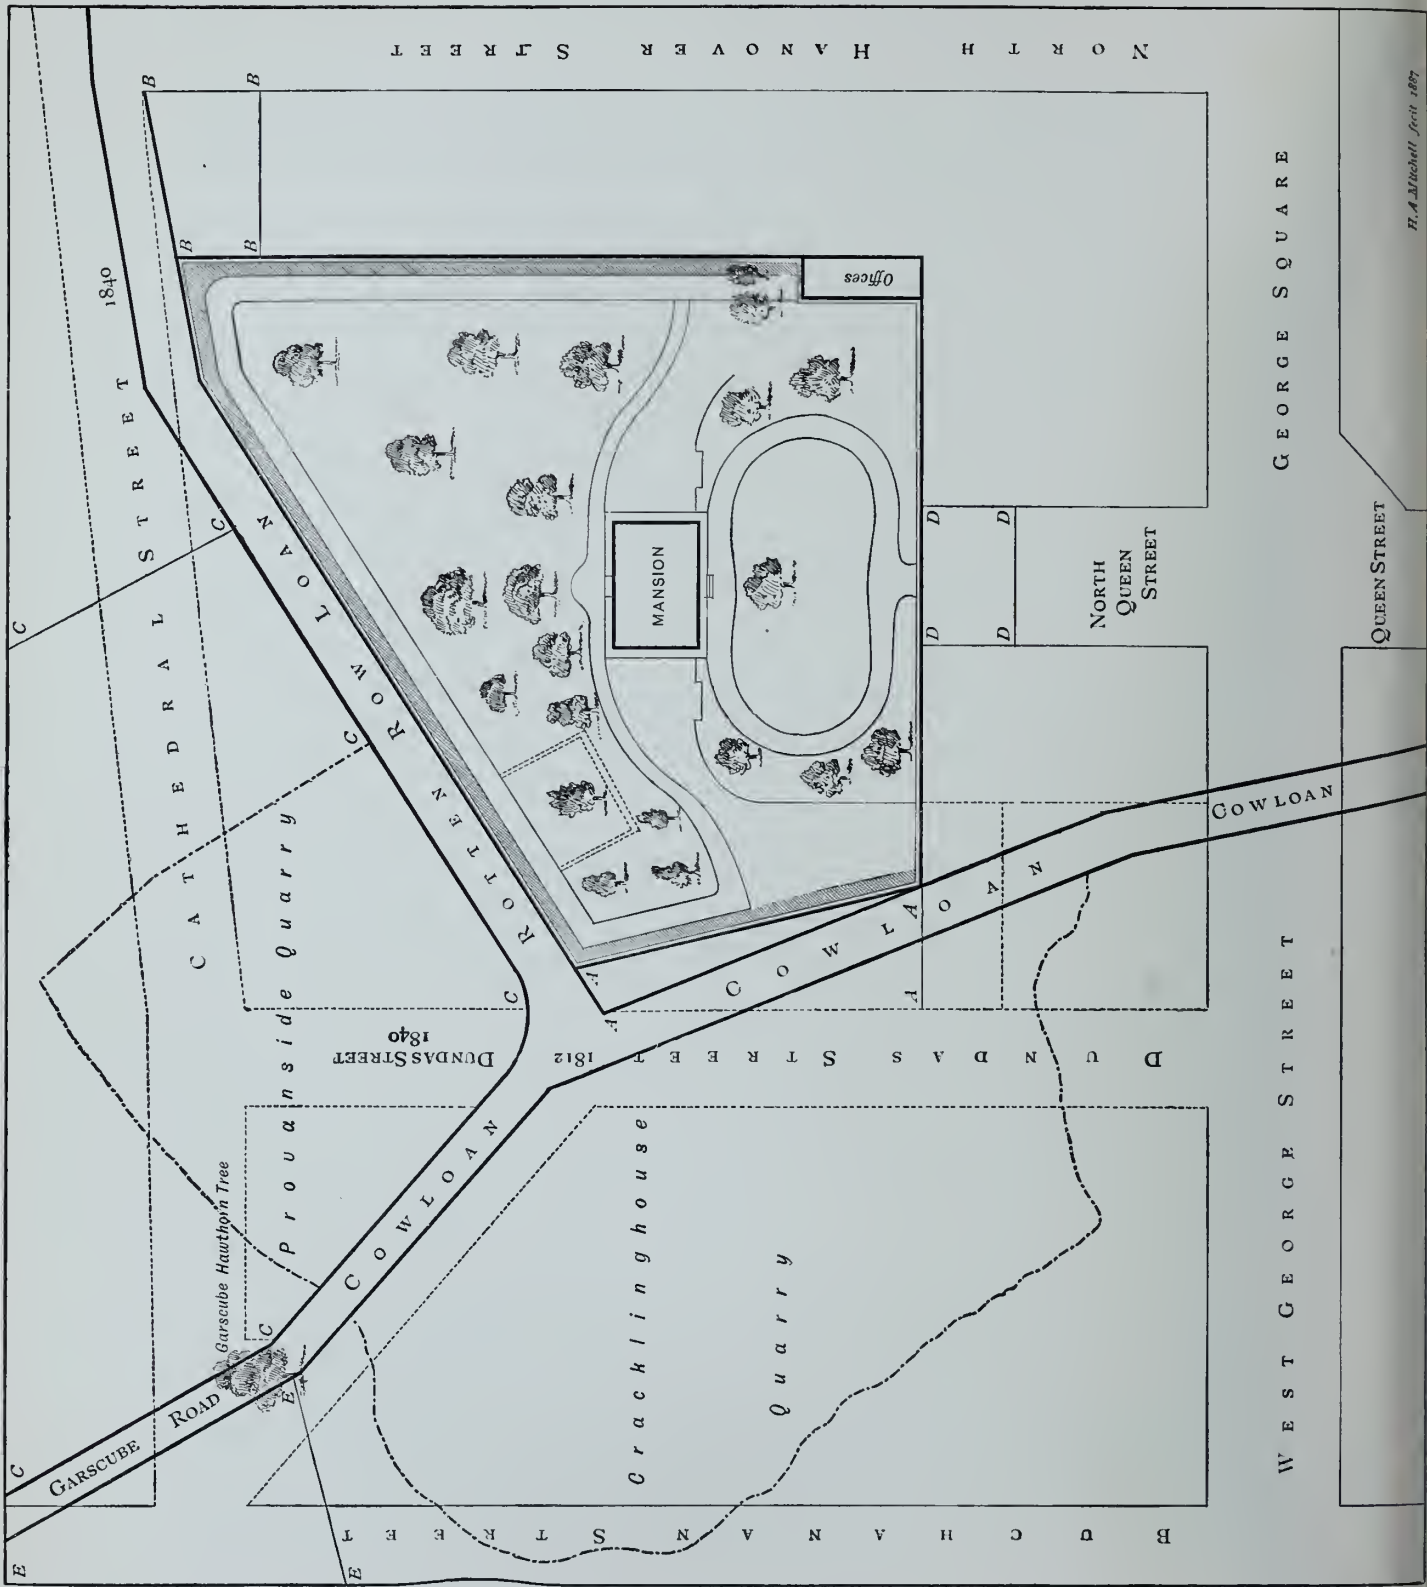 NORTH HANOVER STREET
B
B
B
B
1840
CATHEDRAL STREET
C
C
C
C
C
C
ROTTEN ROW LOAN
Offices
MANSION
D
D
D
D
NORTH
QUEEN
STREET
GEORGE SQUARE
QUEEN STREET
H. A. Mitchell fecit 1887
COWLOAN
COWLOAN
A
A
A
A
DUNDAS STREET
1812
DUNDAS STREET
1840
Provanside Quarry
Garscube Hawthorn Tree
GARSCUBE ROAD
E
E
E
COWLOAN
Cracklinghouse
Quarry
WEST GEORGE STREET
BUCHANAN STREET